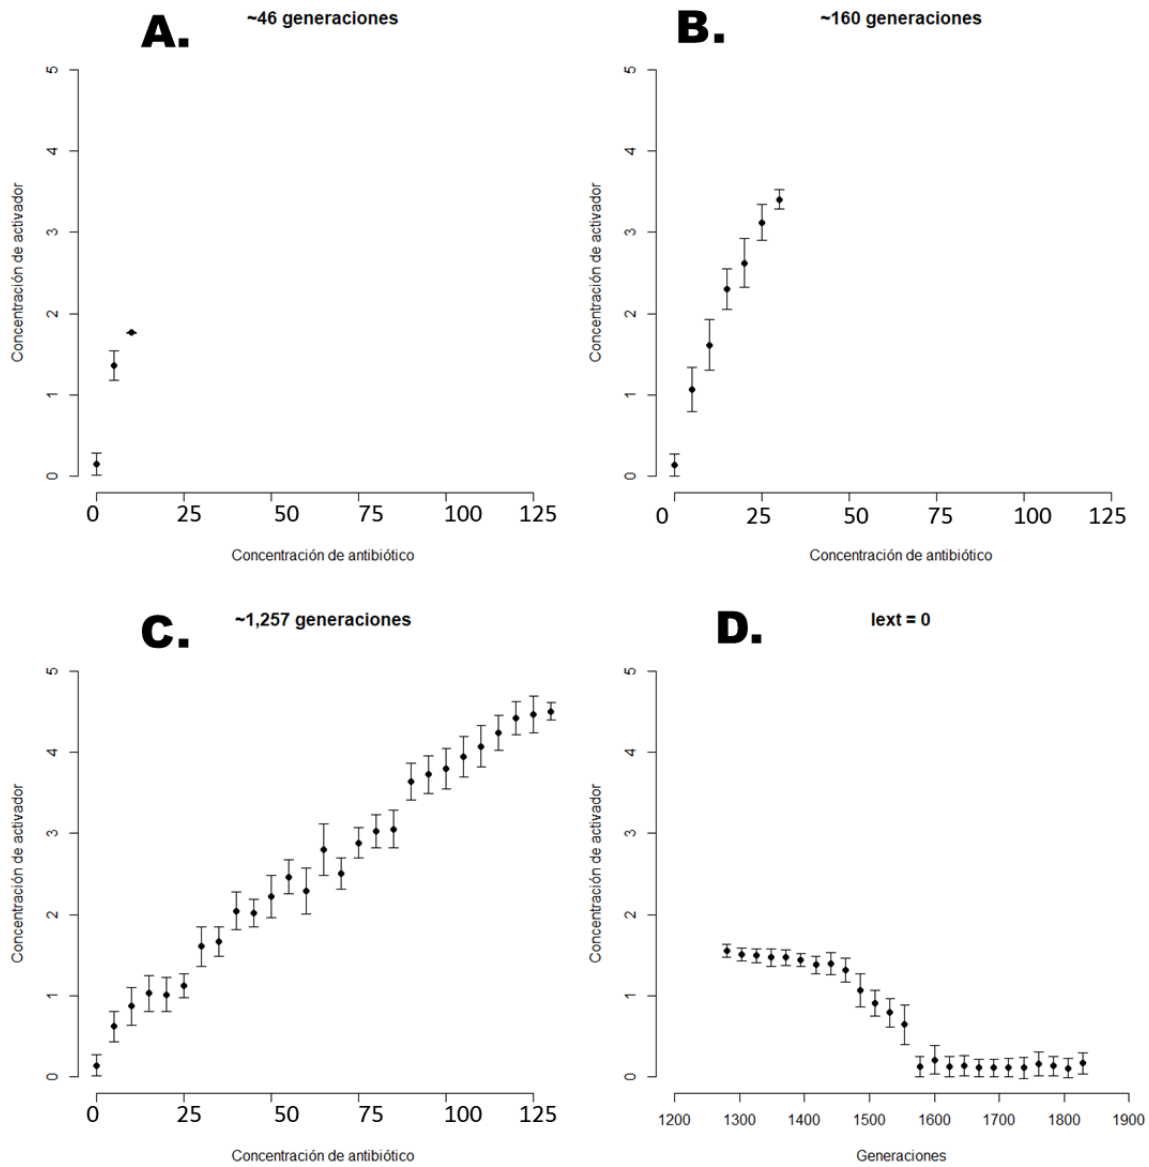 A.
~46 generaciones
Concentración de activador
0 1 2 3 4 5
0 25 50 75 100 125
Concentración de antibiótico
B.
~160 generaciones
Concentración de activador
0 1 2 3 4 5
0 25 50 75 100 125
Concentración de antibiótico
C.
~1,257 generaciones
Concentración de activador
0 1 2 3 4 5
0 25 50 75 100 125
Concentración de antibiótico
D.
Iext = 0
Concentración de activador
0 1 2 3 4 5
1200 1300 1400 1500 1600 1700 1800 1900
Generaciones